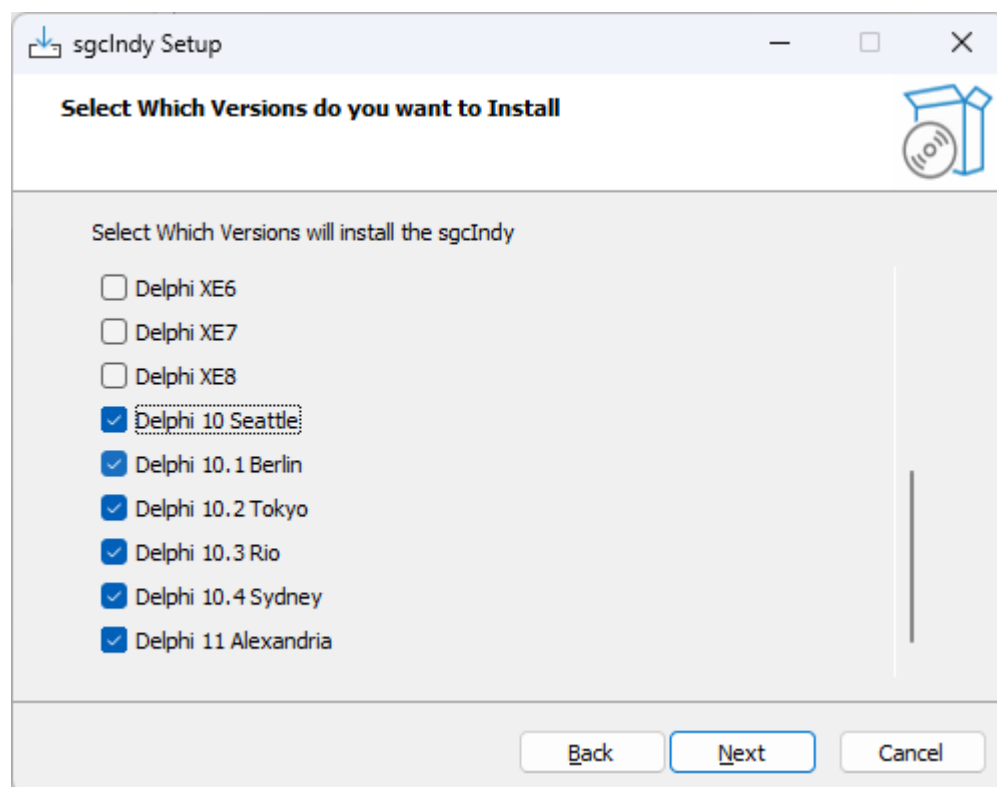 sgcIndy Setup
Select Which Versions do you want to Install
Select Which Versions will install the sgcIndy
Delphi XE6
Delphi XE7
Delphi XE8
Delphi 10 Seattle
Delphi 10.1 Berlin
Delphi 10.2 Tokyo
Delphi 10.3 Rio
Delphi 10.4 Sydney
Delphi 11 Alexandria
Back Next Cancel